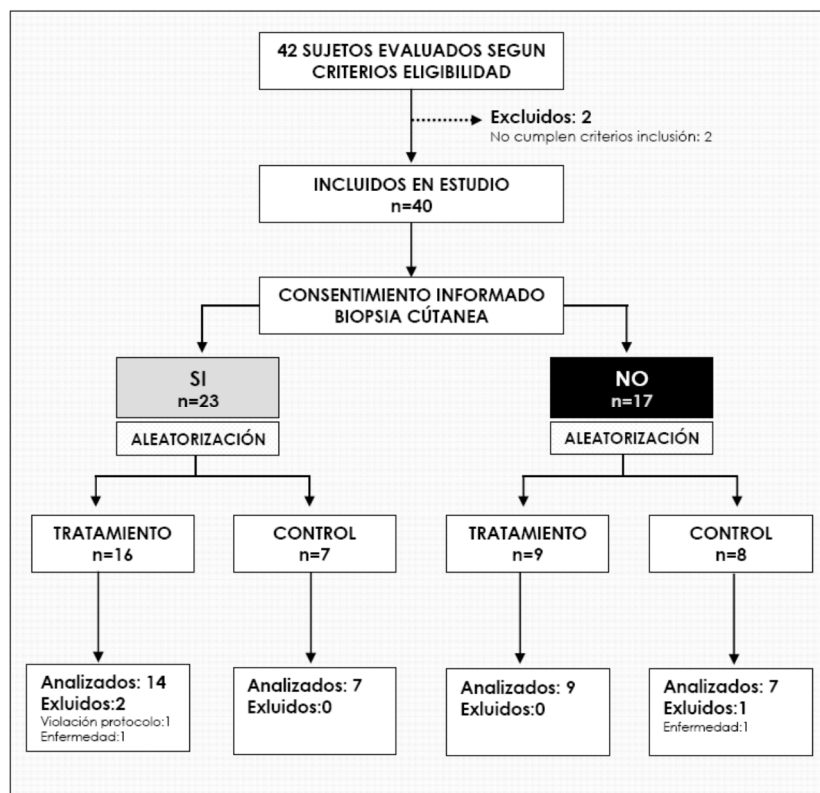 42 SUJETOS EVALUADOS SEGUN
CRITERIOS ELIGIBILIDAD
Excluidos: 2
No cumplen criterios inclusión: 2
INCLUIDOS EN ESTUDIO
n=40
CONSENTIMIENTO INFORMADO
BIOPSIA CÚTANEA
SI
n=23
NO
n=17
ALEATORIZACIÓN
ALEATORIZACIÓN
TRATAMIENTO
n=16
CONTROL
n=7
TRATAMIENTO
n=9
CONTROL
n=8
Analizados: 14
Exluidos:2
Violación protocolo:1
Enfermedad:1
Analizados: 7
Exluidos:0
Analizados: 9
Exluidos:0
Analizados: 7
Exluidos:1
Enfermedad:1